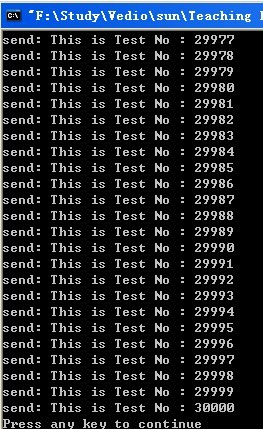 "F:\Study\Vedio\sun\Teaching
send: This is Test No : 29977
send: This is Test No : 29978
send: This is Test No : 29979
send: This is Test No : 29980
send: This is Test No : 29981
send: This is Test No : 29982
send: This is Test No : 29983
send: This is Test No : 29984
send: This is Test No : 29985
send: This is Test No : 29986
send: This is Test No : 29987
send: This is Test No : 29988
send: This is Test No : 29989
send: This is Test No : 29990
send: This is Test No : 29991
send: This is Test No : 29992
send: This is Test No : 29993
send: This is Test No : 29994
send: This is Test No : 29995
send: This is Test No : 29996
send: This is Test No : 29997
send: This is Test No : 29998
send: This is Test No : 29999
send: This is Test No : 30000
Press any key to continue